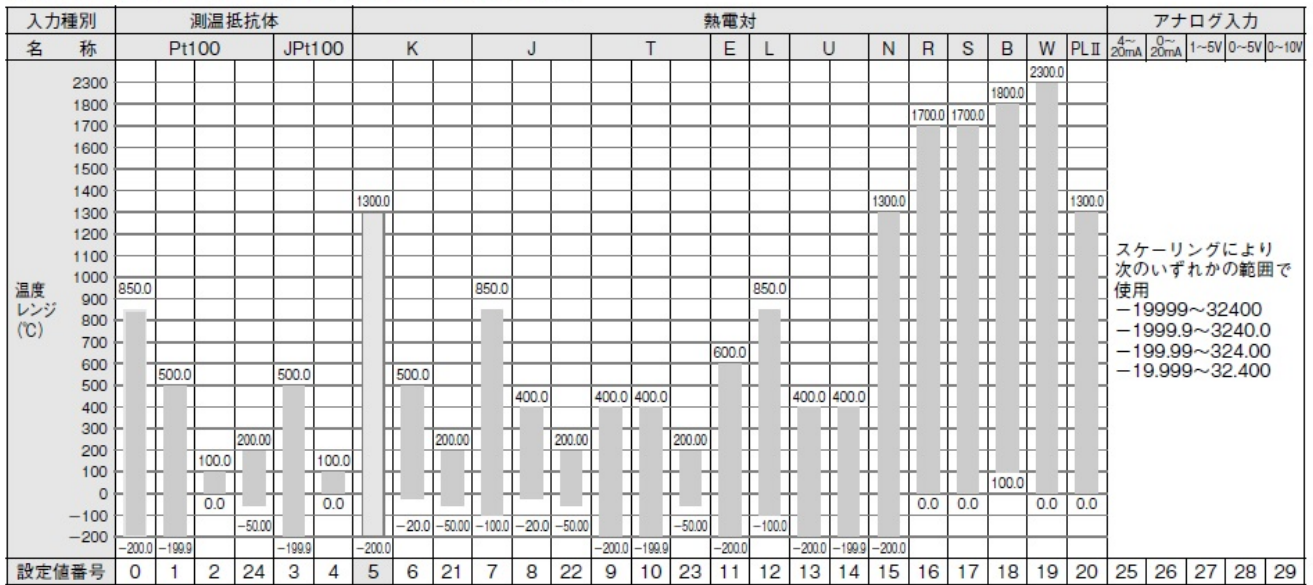 入力種別 測温抵抗体 熱電対 アナログ入力
名 称 Pt100 JPt100 K J T E L U N R S B W PLⅡ 4～20mA 0～20mA 1～5V 0～5V 0～10V
温度レンジ(℃)
2300 2300.0
1800 1800.0
1700 1700.0 1700.0
1600
1500
1400
1300 1300.0 1300.0 1300.0
1200
1100
1000
900 850.0 850.0 850.0
800
700
600 600.0
500 500.0 500.0 500.0
400 400.0 400.0 400.0 400.0 400.0
300
200 200.00 200.00 200.00 200.00
100 100.0 100.0 100.0
0 0.0 0.0 0.0 0.0 0.0 0.0
－100 －50.00 －20.0 －50.00 －100.0 －20.0 －50.00 －50.00 －100.0
－200 －200.0 －199.9 －199.9 －200.0 －200.0 －199.9 －200.0 －200.0 －199.9 －200.0
スケーリングにより
次のいずれかの範囲で
使用
－19999～32400
－1999.9～3240.0
－199.99～324.00
－19.999～32.400
設定値番号 0 1 2 24 3 4 5 6 21 7 8 22 9 10 23 11 12 13 14 15 16 17 18 19 20 25 26 27 28 29